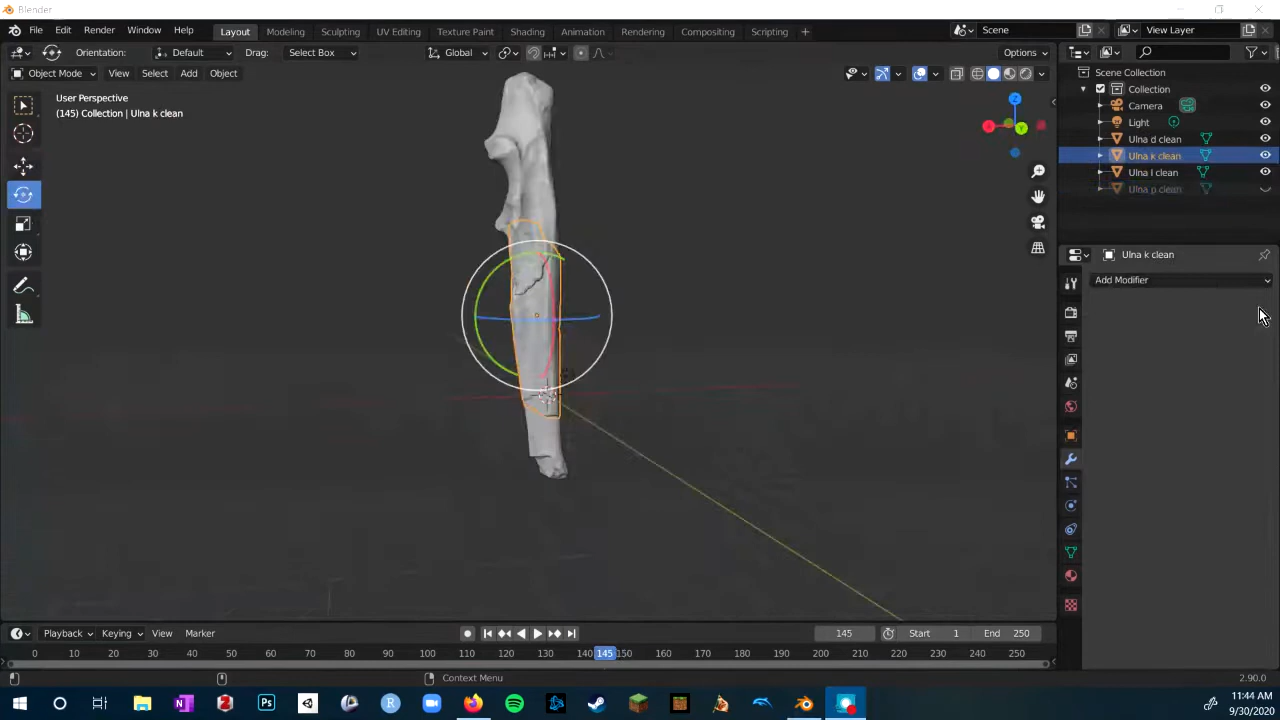 Blender
File Edit Render Window Help Layout Modeling Sculpting UV Editing Texture Paint Shading Animation Rendering Compositing Scripting + Scene View Layer
Orientation: Default Drag: Select Box Global Options
Object Mode View Select Add Object
User Perspective
(145) Collection | Ulna k clean
Z
Y
Scene Collection
Collection
Camera
Light
Ulna d clean
Ulna k clean
Ulna l clean
Ulna p clean
Ulna k clean
Add Modifier
Playback Keying View Marker 145 Start 1 End 250
0 10 20 30 40 50 60 70 80 90 100 110 120 130 140 145 150 160 170 180 190 200 210 220 230 240 250
Context Menu 2.90.0
11:44 AM
9/30/2020